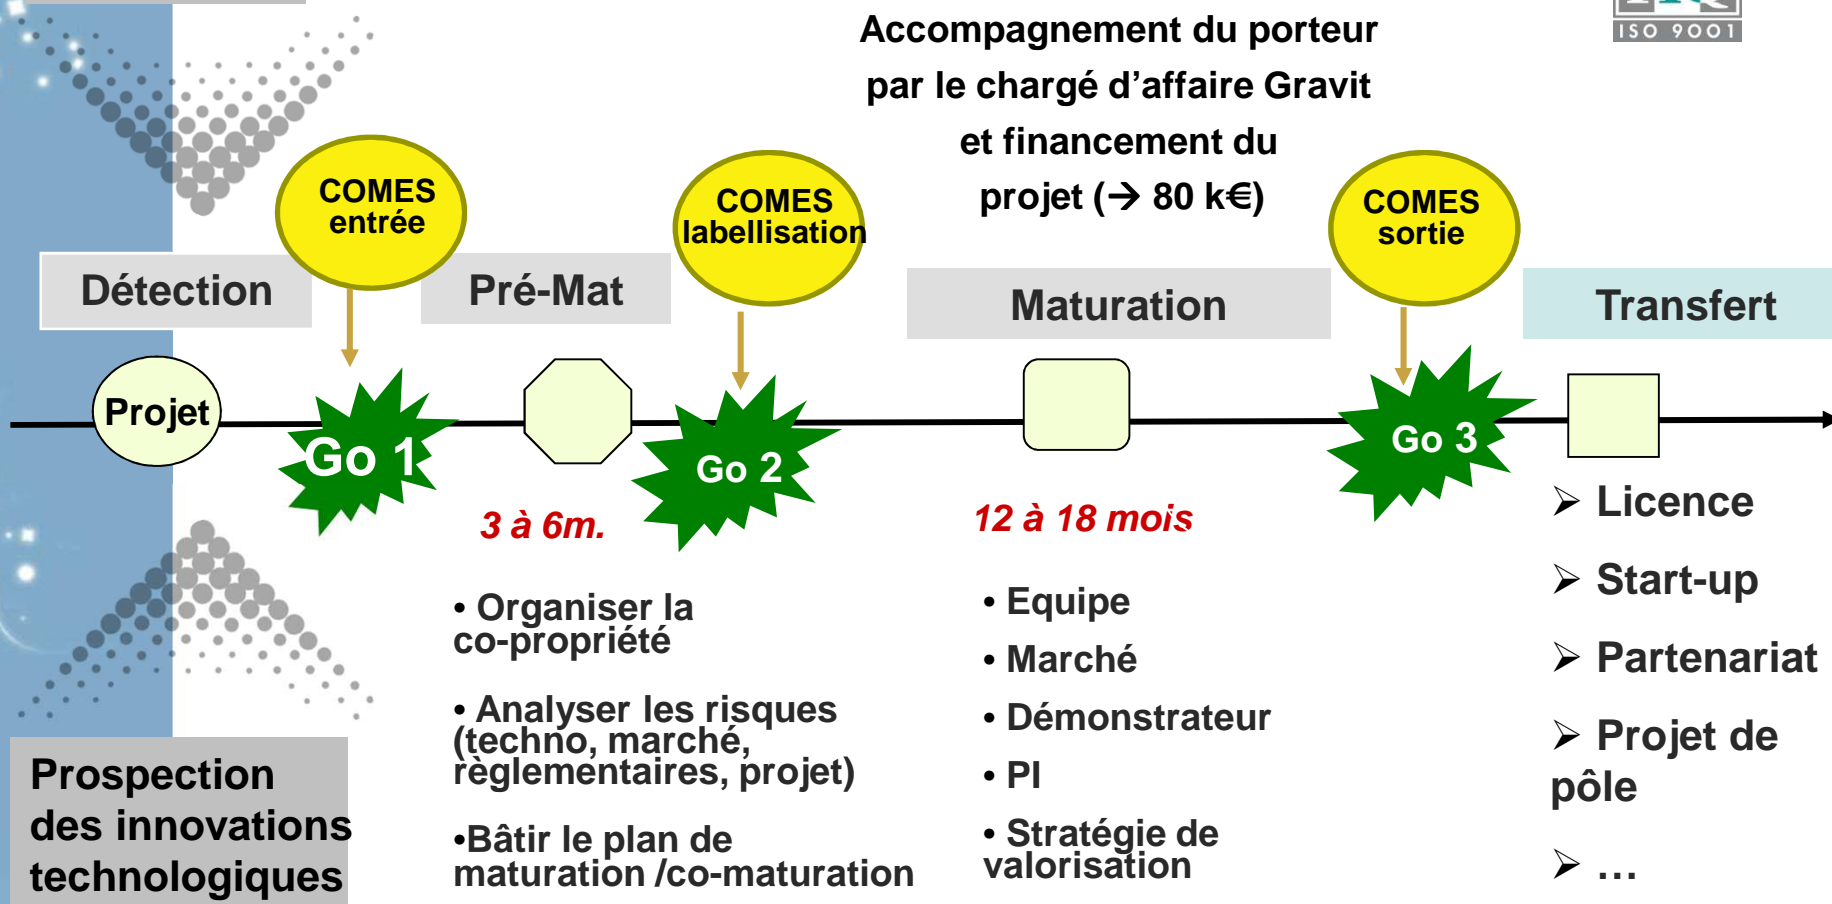 Accompagnement du porteur
par le chargé d'affaire Gravit
et financement du
projet (→ 80 k€)
ISO 9001
COMES
entrée
COMES
labellisation
COMES
sortie
Détection
Pré-Mat
Maturation
Transfert
Projet
Go 1
Go 2
Go 3
3 à 6m.
12 à 18 mois
• Organiser la
co-propriété
• Analyser les risques
(techno, marché,
règlementaires, projet)
•Bâtir le plan de
maturation /co-maturation
• Equipe
• Marché
• Démonstrateur
• PI
• Stratégie de
valorisation
➢ Licence
➢ Start-up
➢ Partenariat
➢ Projet de
pôle
➢ …
Prospection
des innovations
technologiques